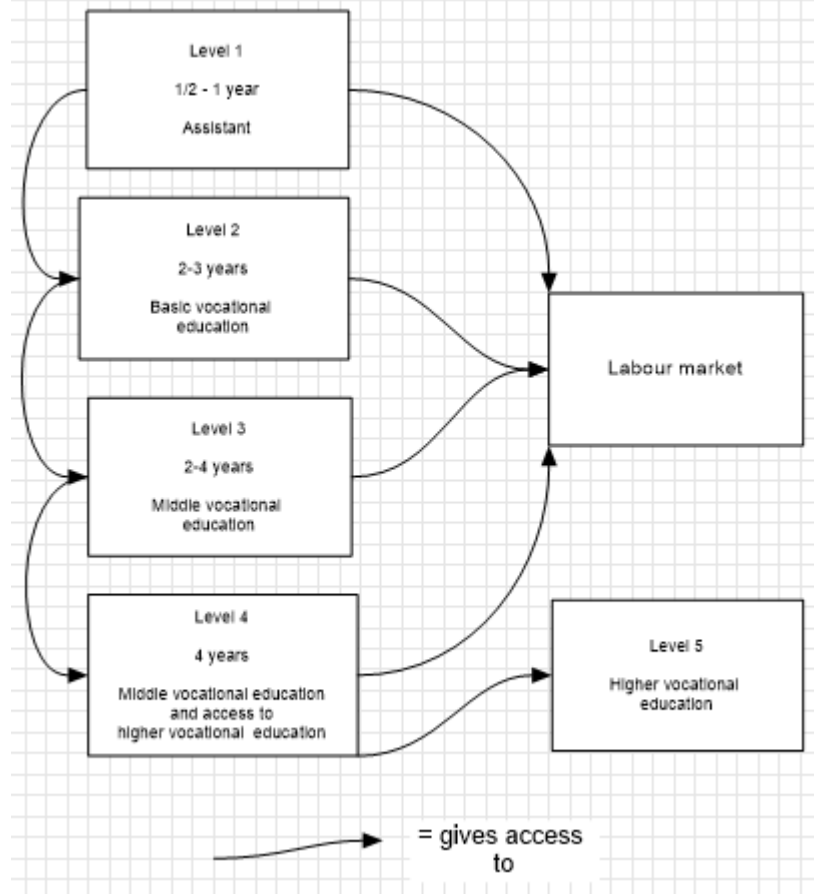 Level 1
1/2 - 1 year
Assistant
Level 2
2-3 years
Basic vocational
education
Labour market
Level 3
2-4 years
Middle vocational
education
Level 4
4 years
Middle vocational education
and access to
higher vocational education
Level 5
Higher vocational
education
= gives access
to